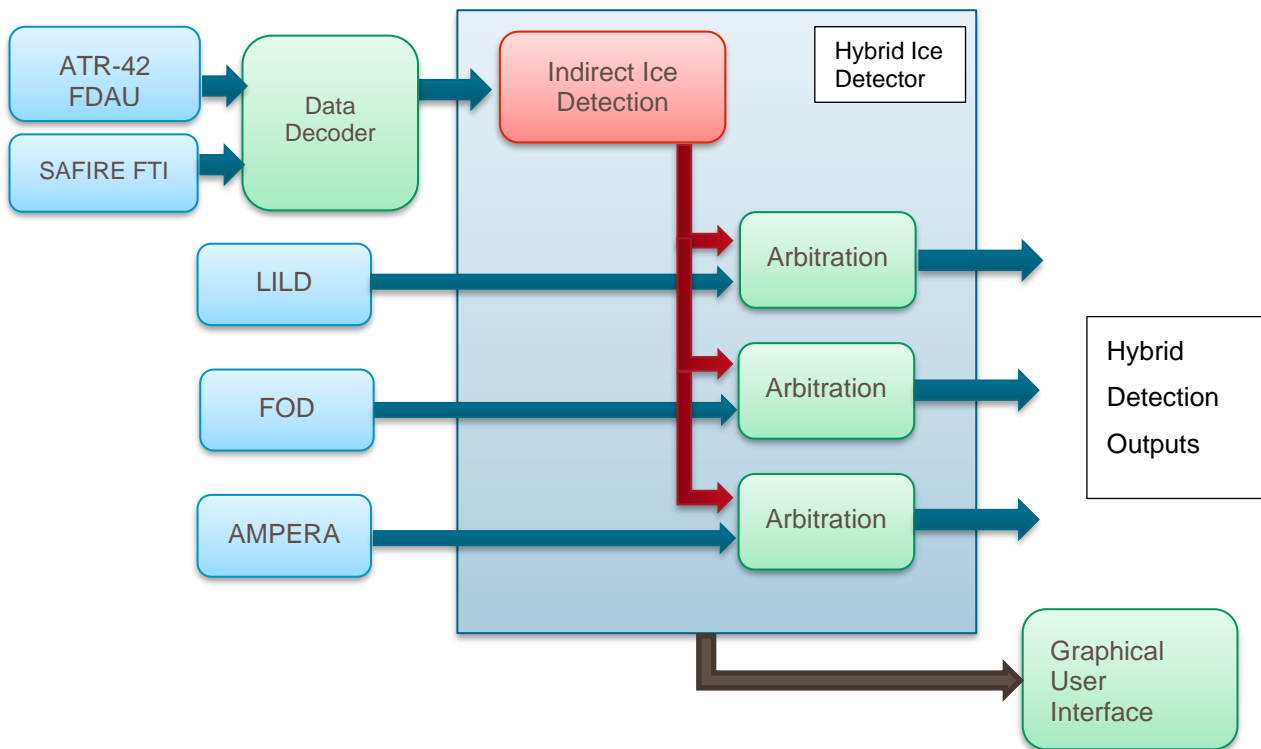 ATR-42
FDAU
SAFIRE FTI
Data
Decoder
Indirect Ice
Detection
Hybrid Ice
Detector
LILD
Arbitration
FOD
Arbitration
AMPERA
Arbitration
Hybrid
Detection
Outputs
Graphical
User
Interface